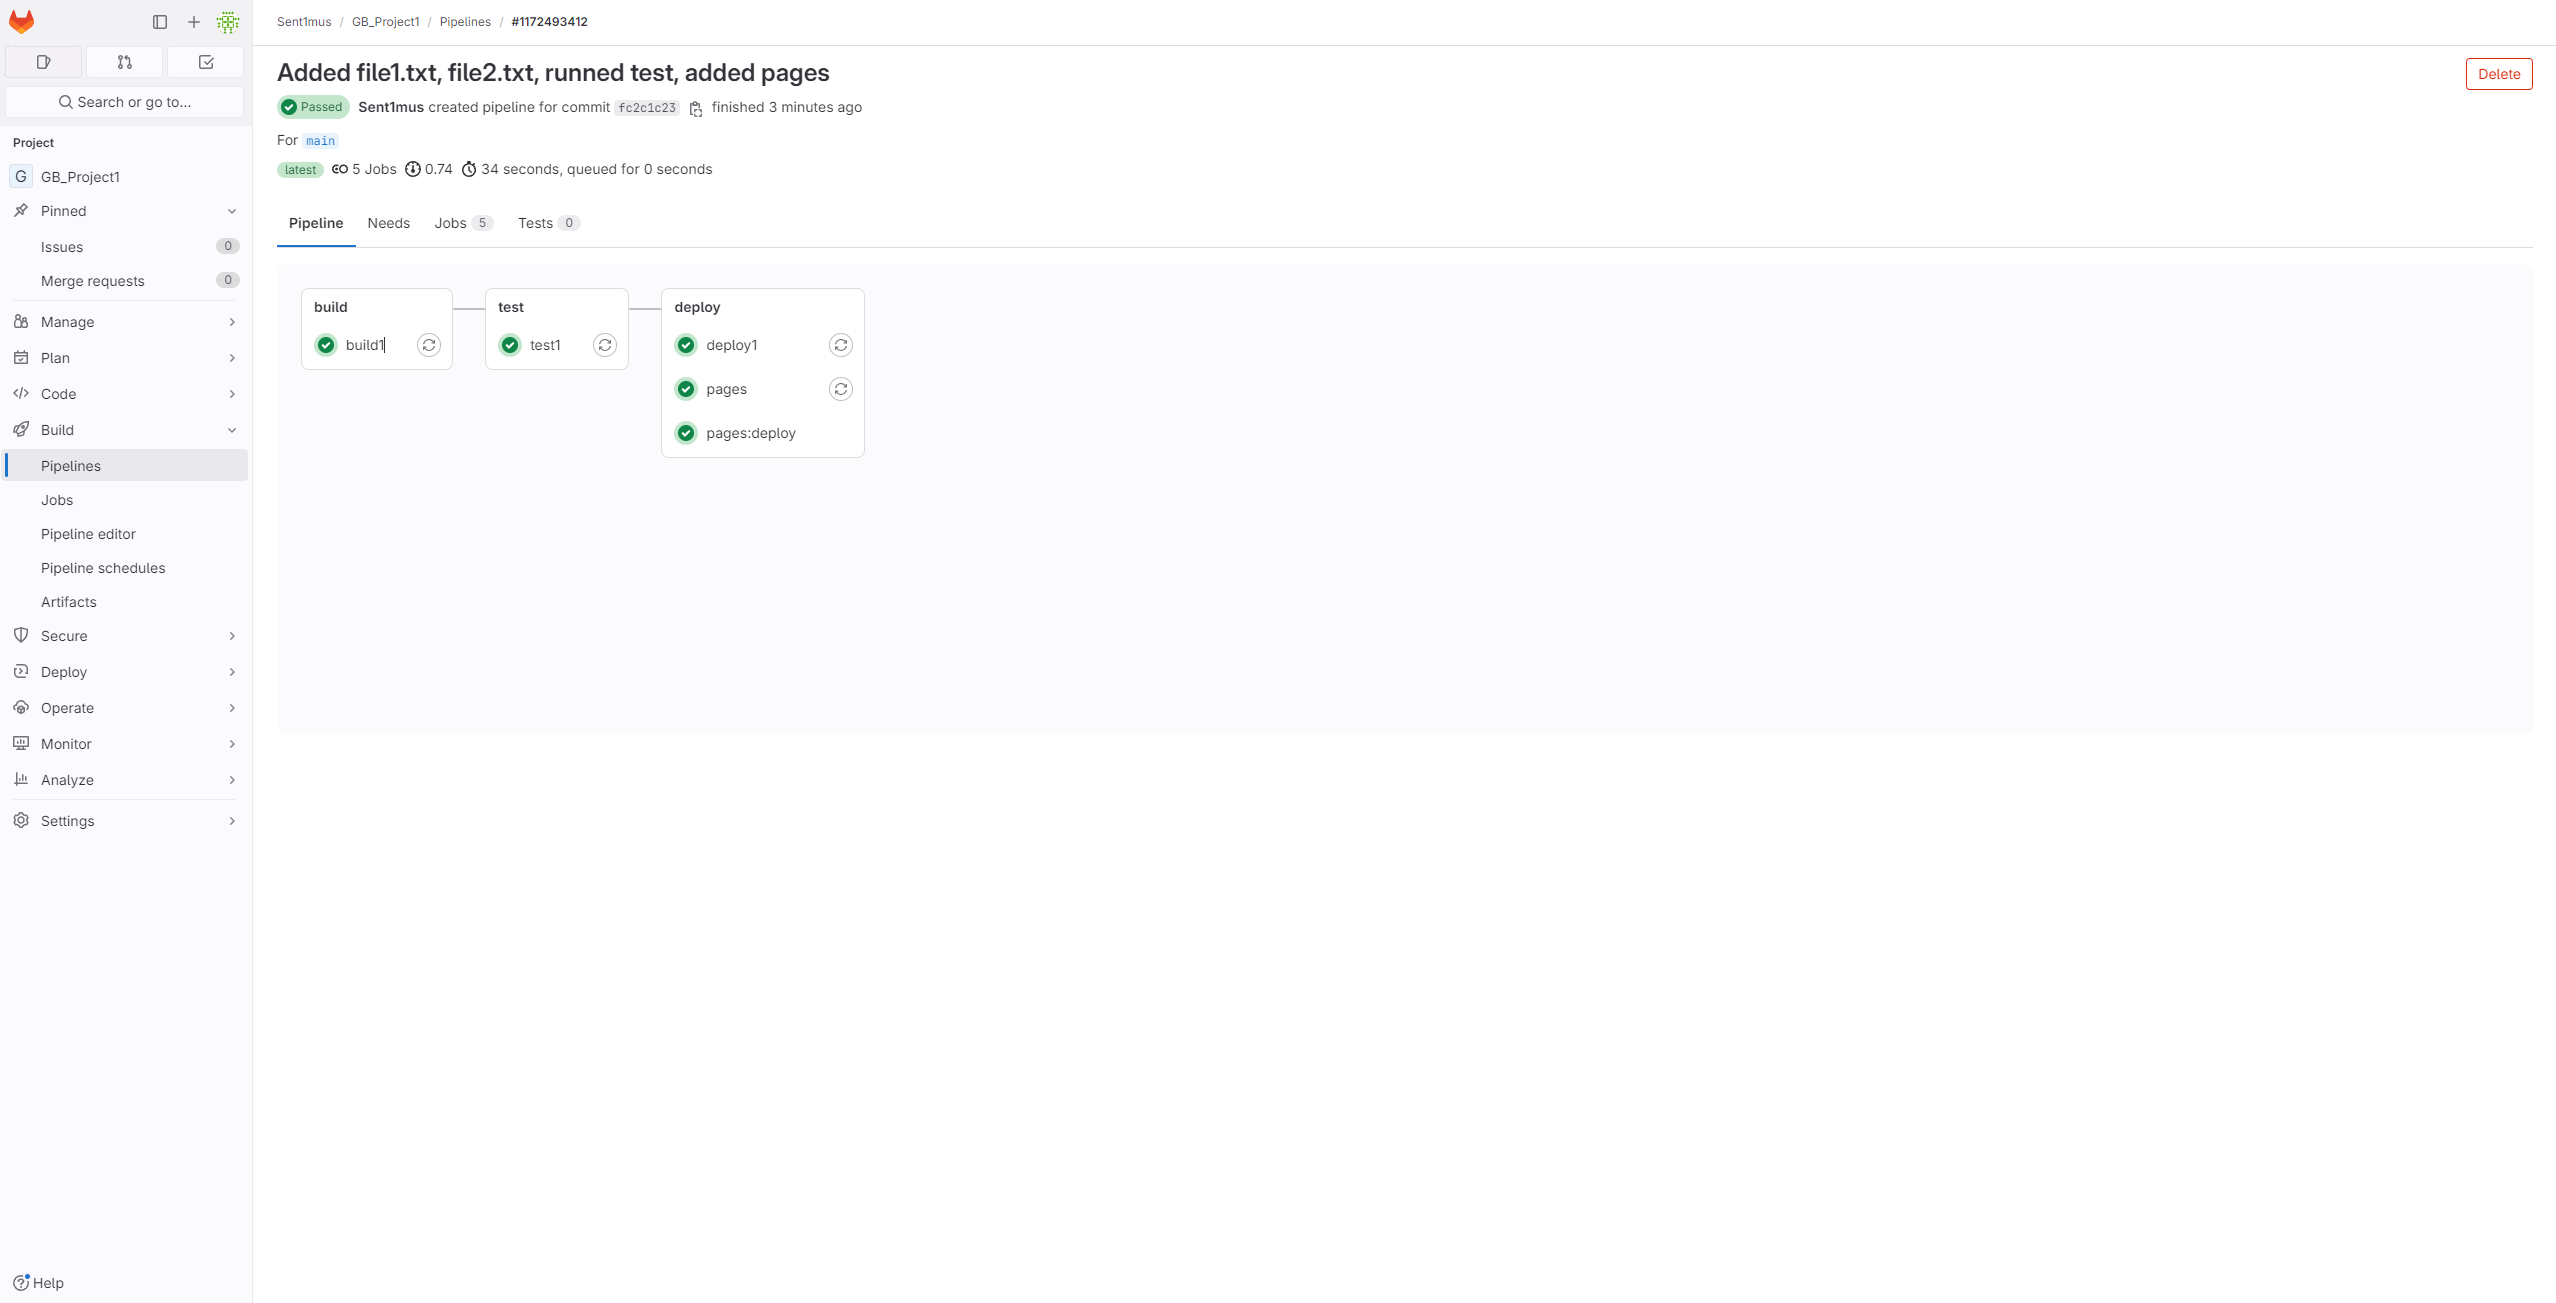 Sent1mus / GB_Project1 / Pipelines / #1172493412
Search or go to...
Project
G GB_Project1
Pinned
Issues 0
Merge requests 0
Manage
Plan
Code
Build
Pipelines
Jobs
Pipeline editor
Pipeline schedules
Artifacts
Secure
Deploy
Operate
Monitor
Analyze
Settings
Help
Added file1.txt, file2.txt, runned test, added pages
Delete
Passed Sent1mus created pipeline for commit fc2c1c23 finished 3 minutes ago
For main
latest 5 Jobs 0.74 34 seconds, queued for 0 seconds
Pipeline Needs Jobs 5 Tests 0
build
build1
test
test1
deploy
deploy1
pages
pages:deploy